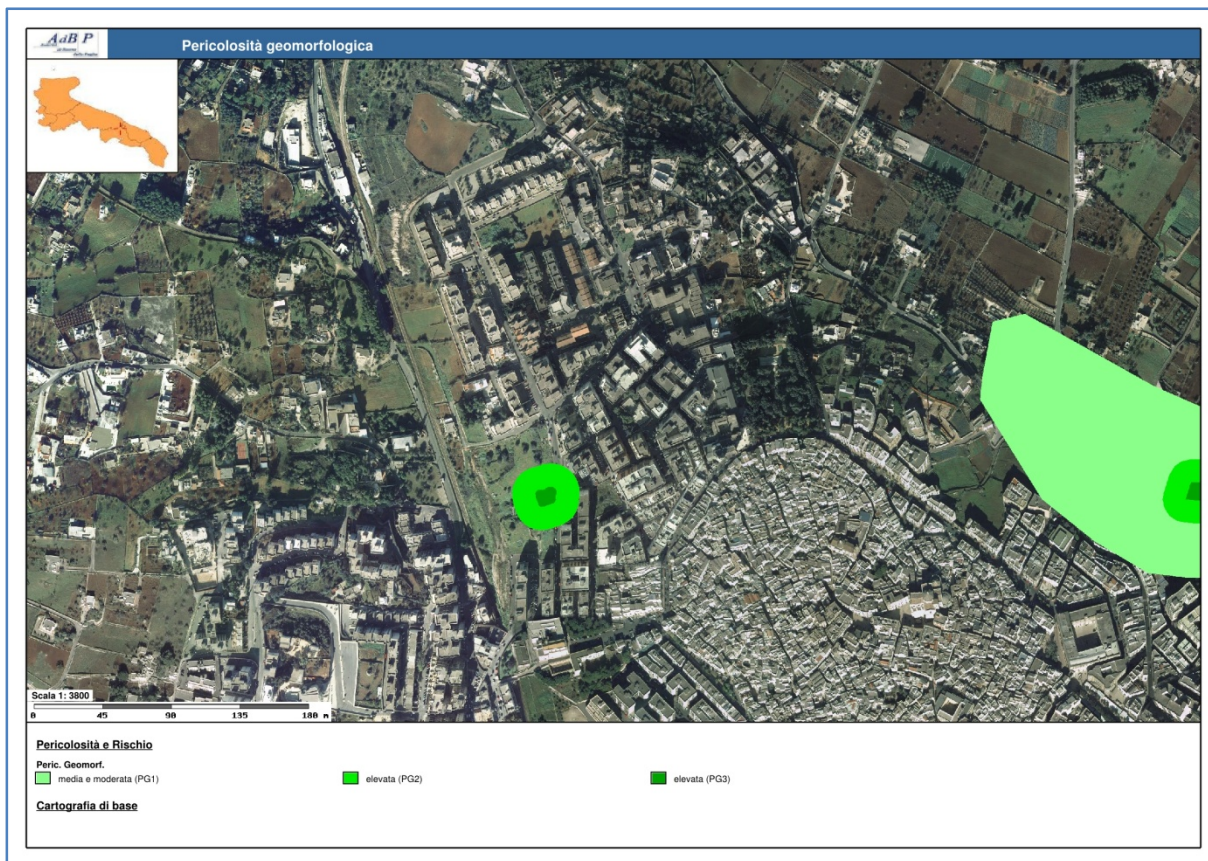 AdB P
Pericolosità geomorfologica
Scala 1: 3800
0 45 90 135 180 m
Pericolosità e Rischio
Peric. Geomorf.
media e moderata (PG1) elevata (PG2) elevata (PG3)
Cartografia di base